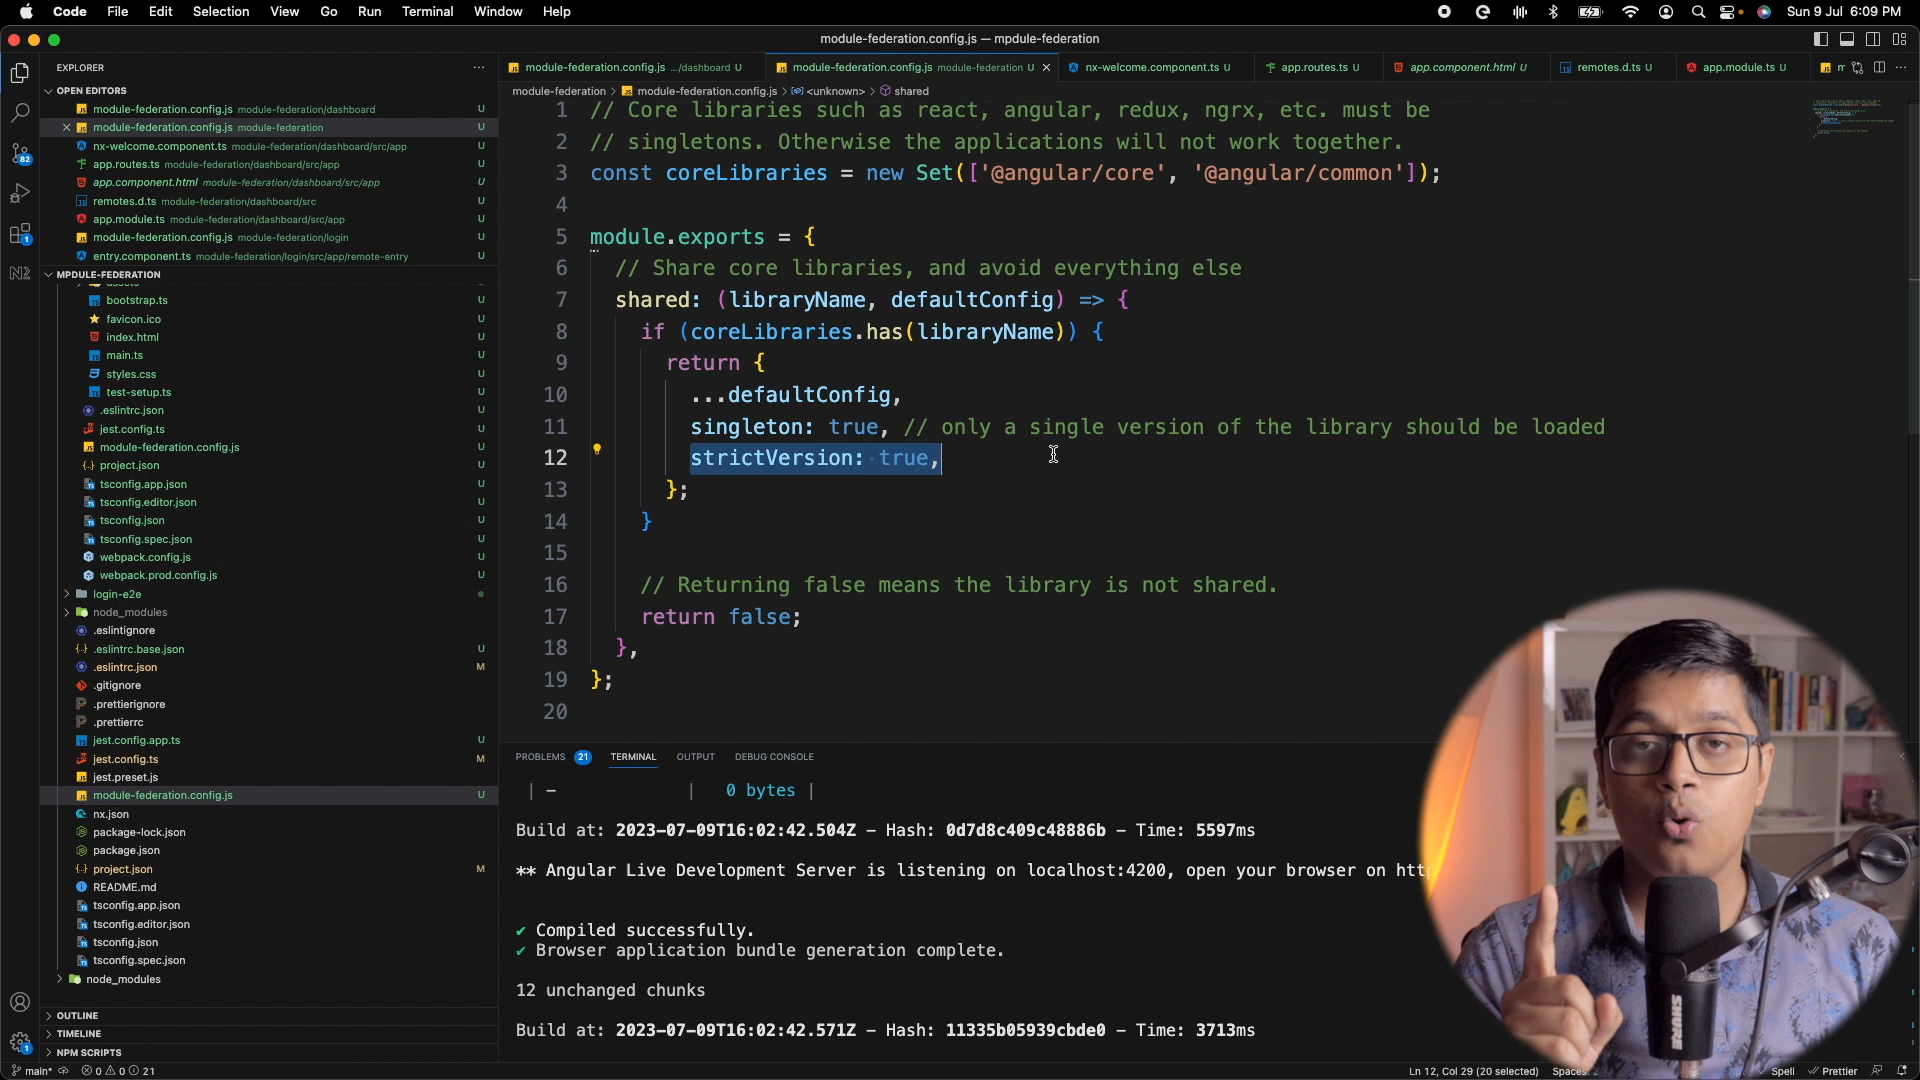 Code File Edit Selection View Go Run Terminal Window Help
Sun 9 Jul 6:09 PM
module-federation.config.js — mpdule-federation
EXPLORER
OPEN EDITORS
module-federation.config.js module-federation/dashboard U
module-federation.config.js module-federation U
nx-welcome.component.ts module-federation/dashboard/src/app U
app.routes.ts module-federation/dashboard/src/app U
app.component.html module-federation/dashboard/src/app U
remotes.d.ts module-federation/dashboard/src U
app.module.ts module-federation/dashboard/src/app U
module-federation.config.js module-federation/login U
entry.component.ts module-federation/login/src/app/remote-entry U
MPDULE-FEDERATION
assets
bootstrap.ts U
favicon.ico U
index.html U
main.ts U
styles.css U
test-setup.ts U
.eslintrc.json U
jest.config.ts U
module-federation.config.js U
project.json U
tsconfig.app.json U
tsconfig.editor.json U
tsconfig.json U
tsconfig.spec.json U
webpack.config.js U
webpack.prod.config.js U
login-e2e
node_modules
.eslintignore
.eslintrc.base.json U
.eslintrc.json M
.gitignore
.prettierignore
.prettierrc
jest.config.app.ts U
jest.config.ts M
jest.preset.js
module-federation.config.js U
nx.json
package-lock.json
package.json
project.json M
README.md
tsconfig.app.json
tsconfig.editor.json
tsconfig.json
tsconfig.spec.json
node_modules
OUTLINE
TIMELINE
NPM SCRIPTS
82
1
1
module-federation.config.js .../dashboard U
module-federation.config.js module-federation U
nx-welcome.component.ts U
app.routes.ts U
app.component.html U
remotes.d.ts U
app.module.ts U
module-federation > module-federation.config.js > <unknown> > shared
1 // Core libraries such as react, angular, redux, ngrx, etc. must be
2 // singletons. Otherwise the applications will not work together.
3 const coreLibraries = new Set(['@angular/core', '@angular/common']);
4
5 module.exports = {
6 // Share core libraries, and avoid everything else
7 shared: (libraryName, defaultConfig) => {
8 if (coreLibraries.has(libraryName)) {
9 return {
10 ...defaultConfig,
11 singleton: true, // only a single version of the library should be loaded
12 strictVersion: true,
13 };
14 }
15
16 // Returning false means the library is not shared.
17 return false;
18 },
19 };
20
PROBLEMS 21 TERMINAL OUTPUT DEBUG CONSOLE
| – | 0 bytes |
Build at: 2023-07-09T16:02:42.504Z – Hash: 0d7d8c409c48886b – Time: 5597ms
** Angular Live Development Server is listening on localhost:4200, open your browser on htt
✔ Compiled successfully.
✔ Browser application bundle generation complete.
12 unchanged chunks
Build at: 2023-07-09T16:02:42.571Z – Hash: 11335b05939cbde0 – Time: 3713ms
SHURE
main* 0 0 21
Ln 12, Col 29 (20 selected) Spaces: Spell Prettier